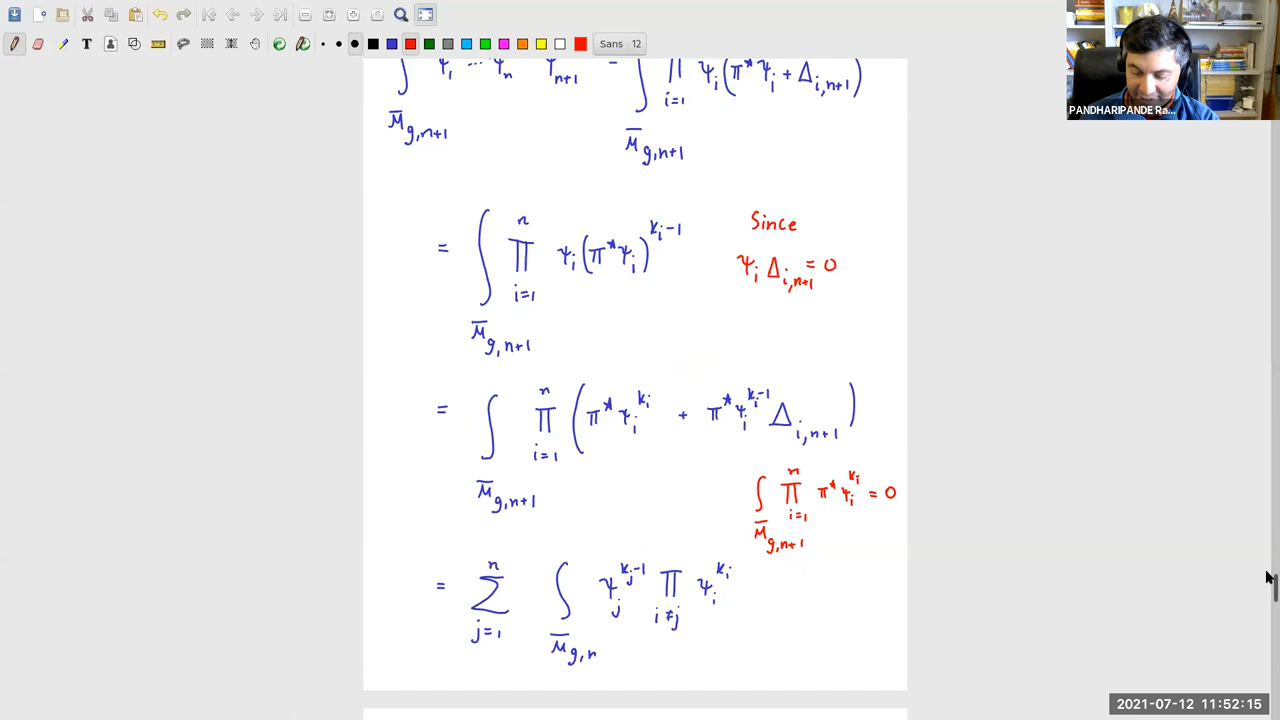 Sans 12
PANDHARIPANDE Ra...
∫_{M̄_{g,n+1}} ψ_1 ... ψ_n ψ_{n+1} = ∫_{M̄_{g,n+1}} ∏_{i=1} ψ_i (π*ψ_i + Δ_{i,n+1})
= ∫_{M̄_{g,n+1}} ∏_{i=1}^{n} ψ_i (π*ψ_i)^{k_i-1}
Since
ψ_i Δ_{i,n+1} = 0
= ∫_{M̄_{g,n+1}} ∏_{i=1}^{n} (π*ψ_i^{k_i} + π*ψ_i^{k_i-1} Δ_{i,n+1})
∫_{M̄_{g,n+1}} ∏_{i=1}^{n} π*ψ_i^{k_i} = 0
= ∑_{j=1}^{n} ∫_{M̄_{g,n}} ψ_j^{k_j-1} ∏_{i≠j} ψ_i^{k_i}
2021-07-12 11:52:15